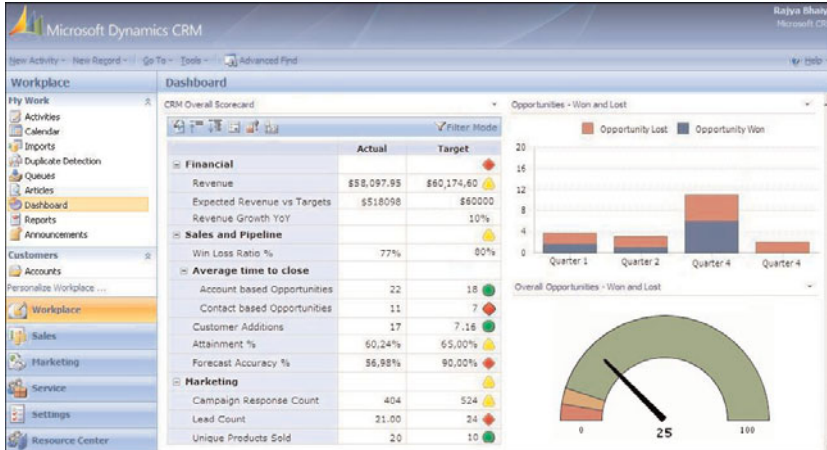 Rajya Bhaiy
Microsoft CR
Microsoft Dynamics CRM
New Activity New Record Go To Tools Advanced Find Help
Workplace
Dashboard
My Work
Activities
Calendar
Imports
Duplicate Detection
Queues
Articles
Dashboard
Reports
Announcements
Customers
Accounts
Personalize Workplace ...
Workplace
Sales
Marketing
Service
Settings
Resource Center
CRM Overall Scorecard
Filter Mode
Actual Target
Financial
Revenue $58,097.95 $60,174,60
Expected Revenue vs Targets $518098 $60000
Revenue Growth YoY 10%
Sales and Pipeline
Win Loss Ratio % 77% 80%
Average time to close
Account based Opportunities 22 18
Contact based Opportunities 11 7
Customer Additions 17 7.16
Attainment % 60,24% 65,00%
Forecast Accuracy % 56,98% 90,00%
Marketing
Campaign Response Count 404 524
Lead Count 21.00 24
Unique Products Sold 20 10
Opportunities - Won and Lost
Opportunity Lost Opportunity Won
20
16
12
8
4
0
Quarter 1 Quarter 2 Quarter 4 Quarter 4
Overall Opportunities - Won and Lost
0 25 100